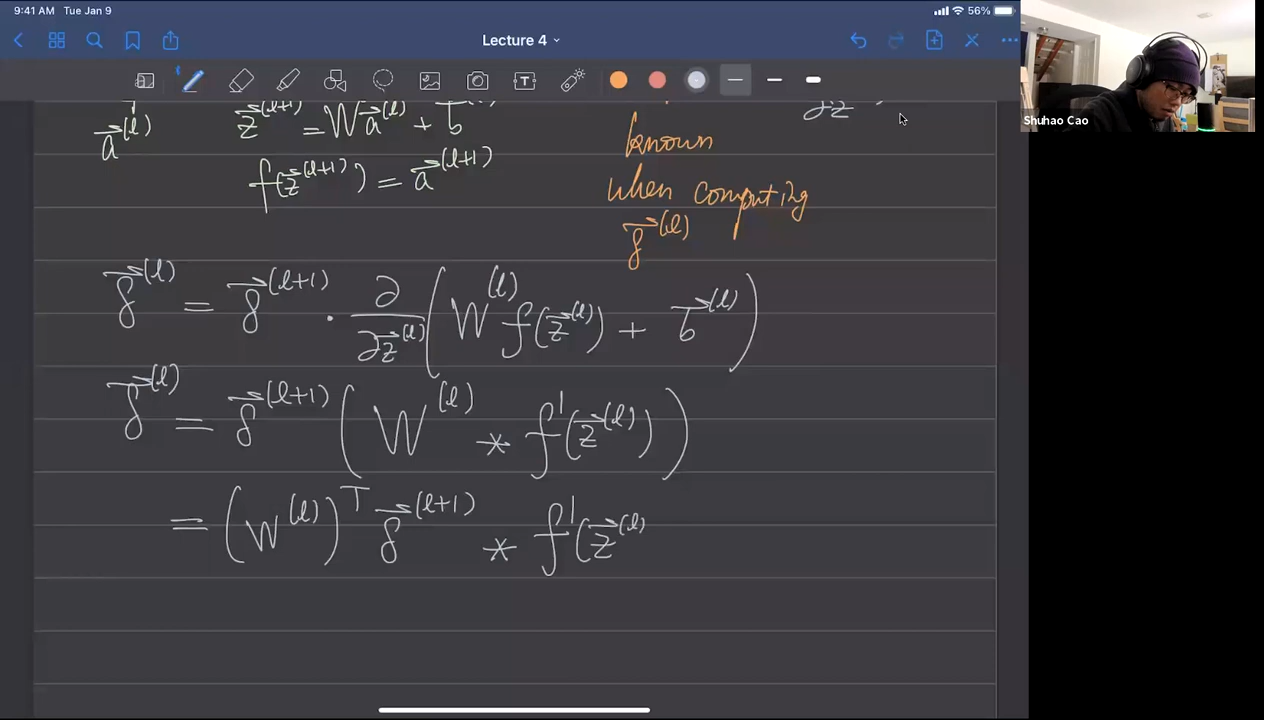 9:41 AM Tue Jan 9
56%
Lecture 4
Shuhao Cao
a⃗^(l) z⃗^(l+1) = W a⃗^(l) + b
∂z⃗
f(z⃗^(l+1)) = a⃗^(l+1)
known
when computing
δ⃗^(l)
δ⃗^(l) = δ⃗^(l+1) · ∂/∂z⃗^(l) (W^(l) f(z⃗^(l)) + b⃗^(l))
δ⃗^(l) = δ⃗^(l+1) (W^(l) * f'(z⃗^(l)))
= (W^(l))^T δ⃗^(l+1) * f'(z⃗^(l)